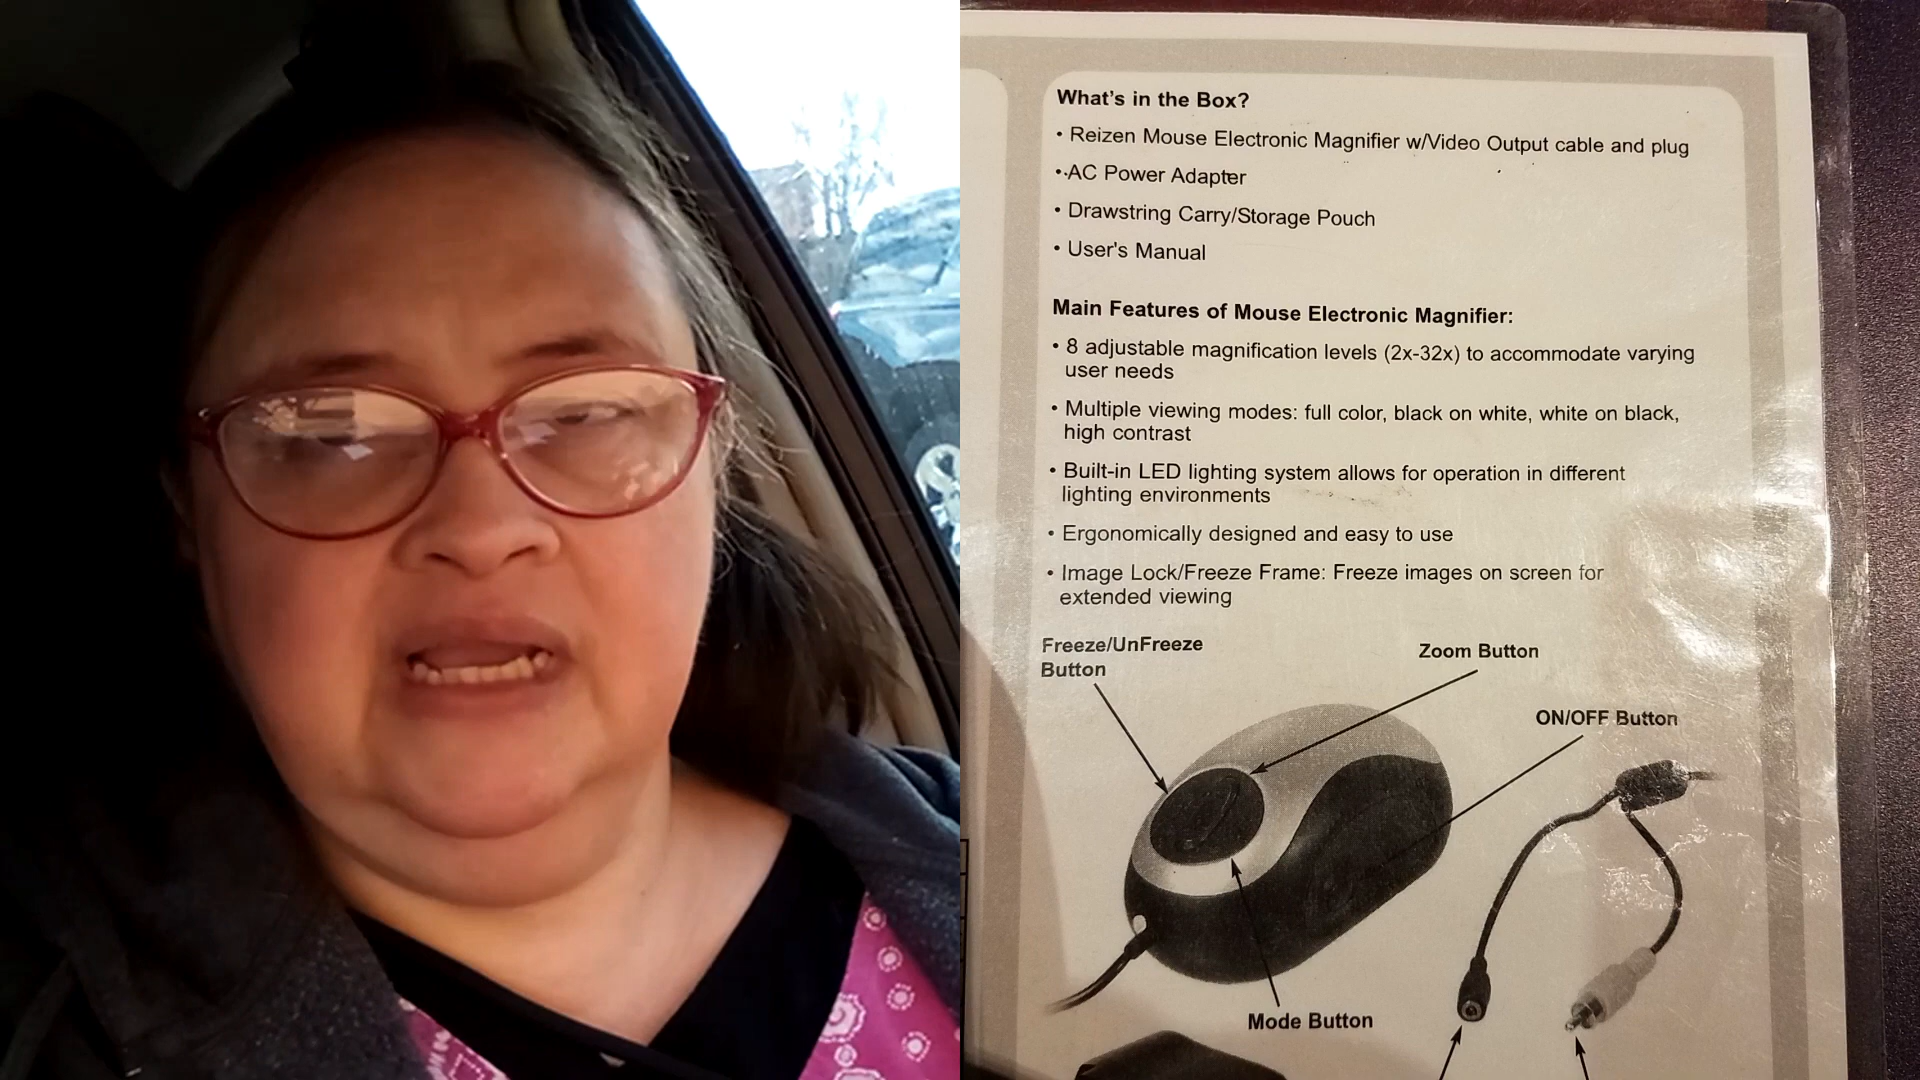 What's in the Box?
• Reizen Mouse Electronic Magnifier w/Video Output cable and plug
• AC Power Adapter
• Drawstring Carry/Storage Pouch
• User's Manual
Main Features of Mouse Electronic Magnifier:
• 8 adjustable magnification levels (2x-32x) to accommodate varying
user needs
• Multiple viewing modes: full color, black on white, white on black,
high contrast
• Built-in LED lighting system allows for operation in different
lighting environments
• Ergonomically designed and easy to use
• Image Lock/Freeze Frame: Freeze images on screen for
extended viewing
Freeze/UnFreeze
Button
Zoom Button
ON/OFF Button
Mode Button